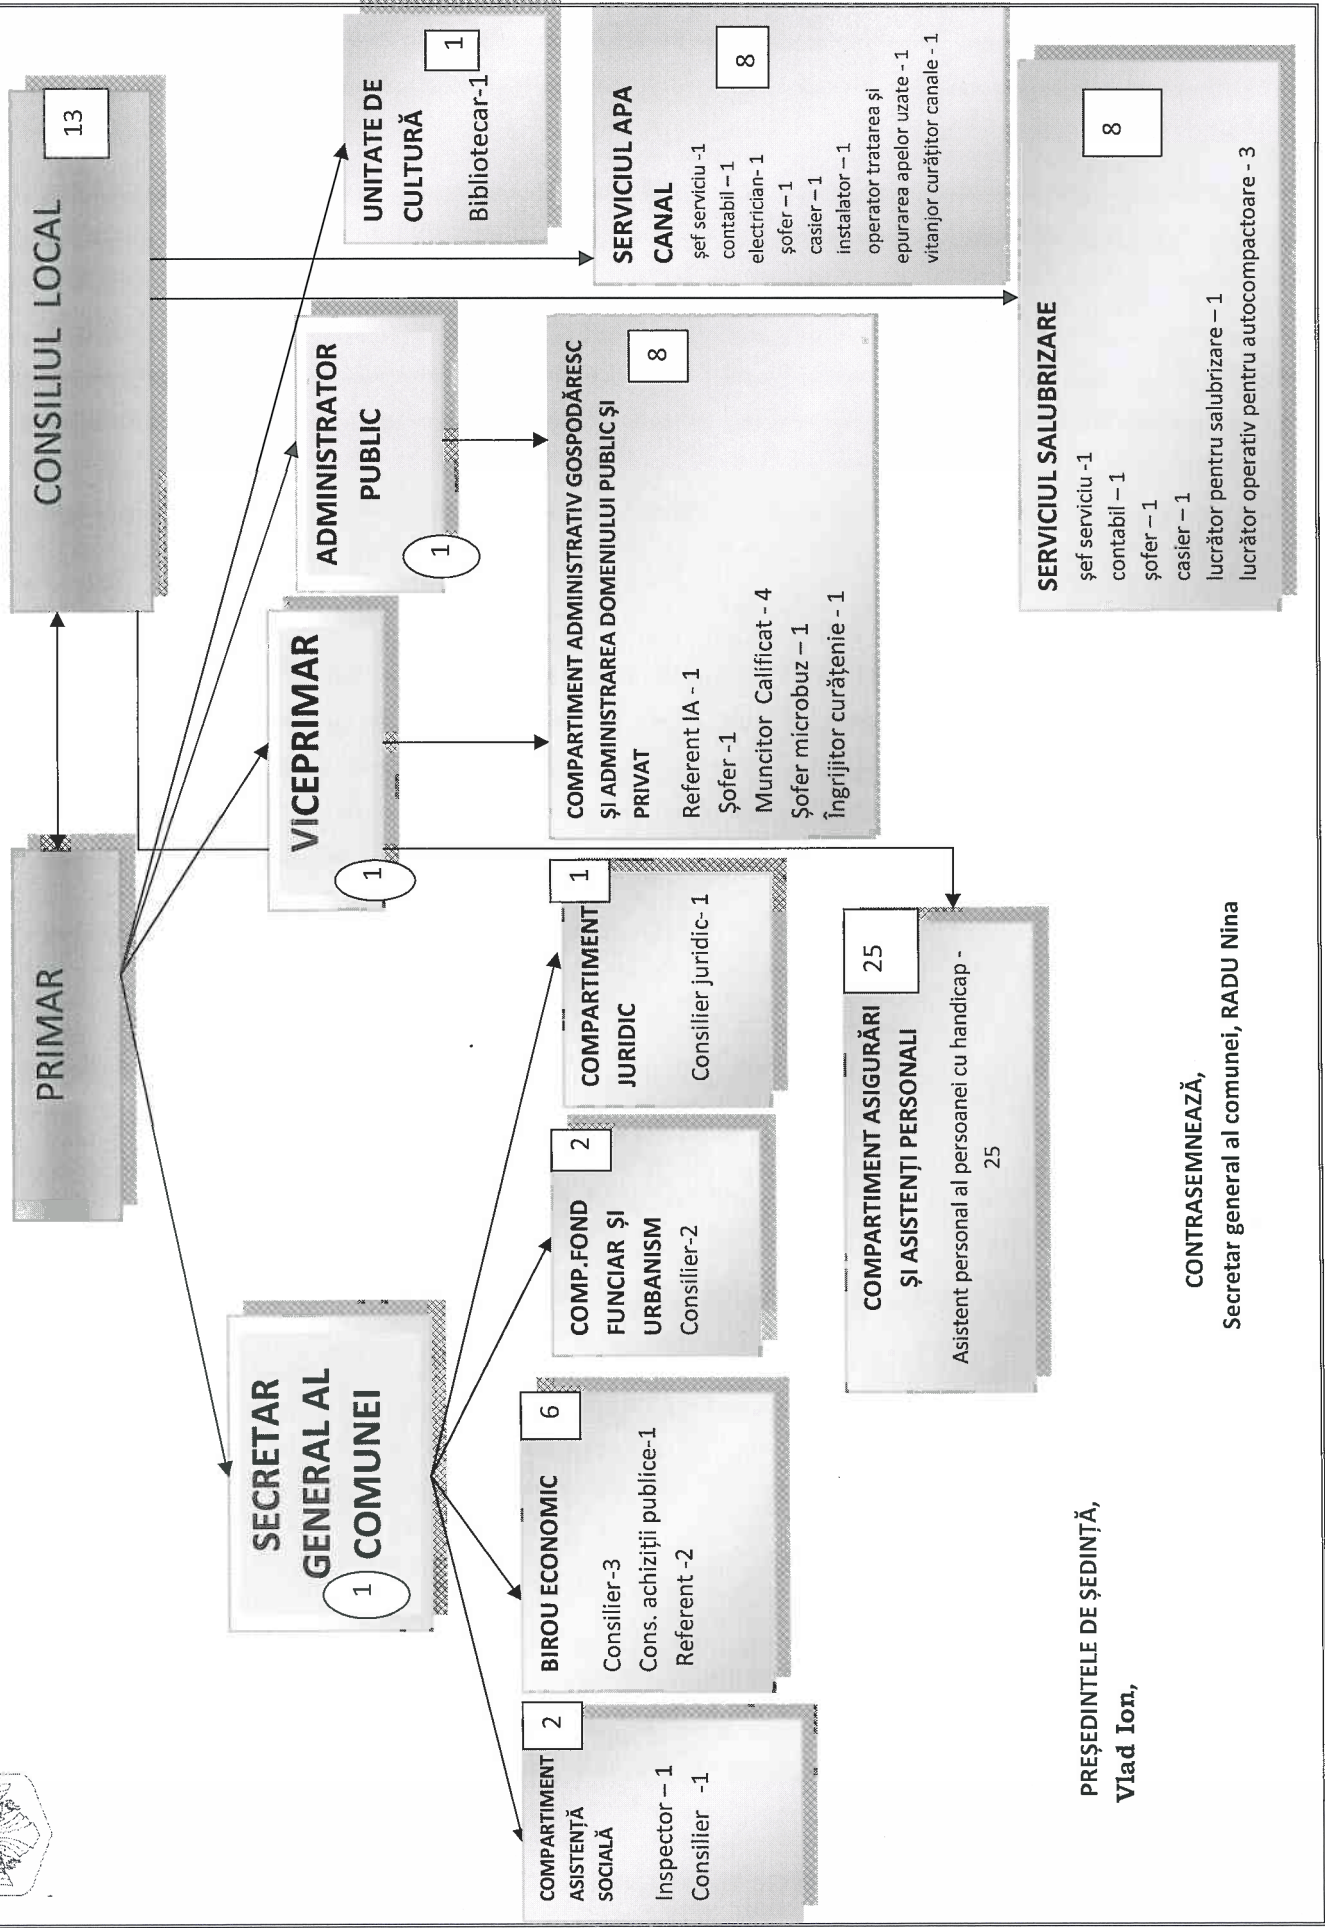 PRIMAR
CONSILIUL LOCAL
13
SECRETAR
GENERAL AL
COMUNEI
1
VICEPRIMAR
1
ADMINISTRATOR
PUBLIC
1
UNITATE DE
CULTURĂ
1
Bibliotecar-1
COMPARTIMENT
ASISTENȚĂ
SOCIALĂ
2
Inspector – 1
Consilier -1
BIROU ECONOMIC
6
Consilier-3
Cons. achiziții publice-1
Referent -2
COMP.FOND
FUNCIAR ȘI
URBANISM
2
Consilier-2
COMPARTIMENT
JURIDIC
1
Consilier juridic- 1
COMPARTIMENT ADMINISTRATIV GOSPODĂRESC
ȘI ADMINISTRAREA DOMENIULUI PUBLIC ȘI
PRIVAT
8
Referent IA - 1
Șofer -1
Muncitor Calificat - 4
Șofer microbuz – 1
Îngrijitor curățenie - 1
SERVICIUL APA
CANAL
8
șef serviciu -1
contabil – 1
electrician- 1
șofer – 1
casier – 1
instalator – 1
operator tratarea și
epurarea apelor uzate - 1
vitanjor curățitor canale - 1
COMPARTIMENT ASIGURĂRI
ȘI ASISTENȚI PERSONALI
25
Asistent personal al persoanei cu handicap -
25
SERVICIUL SALUBRIZARE
8
șef serviciu -1
contabil – 1
șofer – 1
casier – 1
lucrător pentru salubrizare – 1
lucrător operativ pentru autocompactoare - 3
PREȘEDINTELE DE ȘEDINȚĂ,
Vlad Ion,
CONTRASEMNEAZĂ,
Secretar general al comunei, RADU Nina